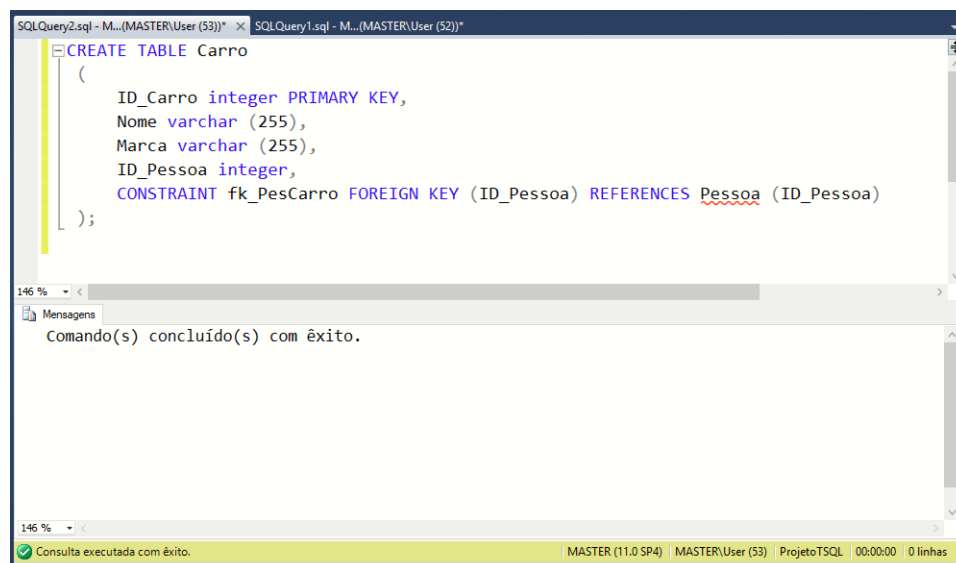 SQLQuery2.sql - M...(MASTER\User (53))* SQLQuery1.sql - M...(MASTER\User (52))*
CREATE TABLE Carro
(
ID_Carro integer PRIMARY KEY,
Nome varchar (255),
Marca varchar (255),
ID_Pessoa integer,
CONSTRAINT fk_PesCarro FOREIGN KEY (ID_Pessoa) REFERENCES Pessoa (ID_Pessoa)
);
146 %
Mensagens
Comando(s) concluído(s) com êxito.
146 %
Consulta executada com êxito. MASTER (11.0 SP4) MASTER\User (53) ProjetoTSQL 00:00:00 0 linhas